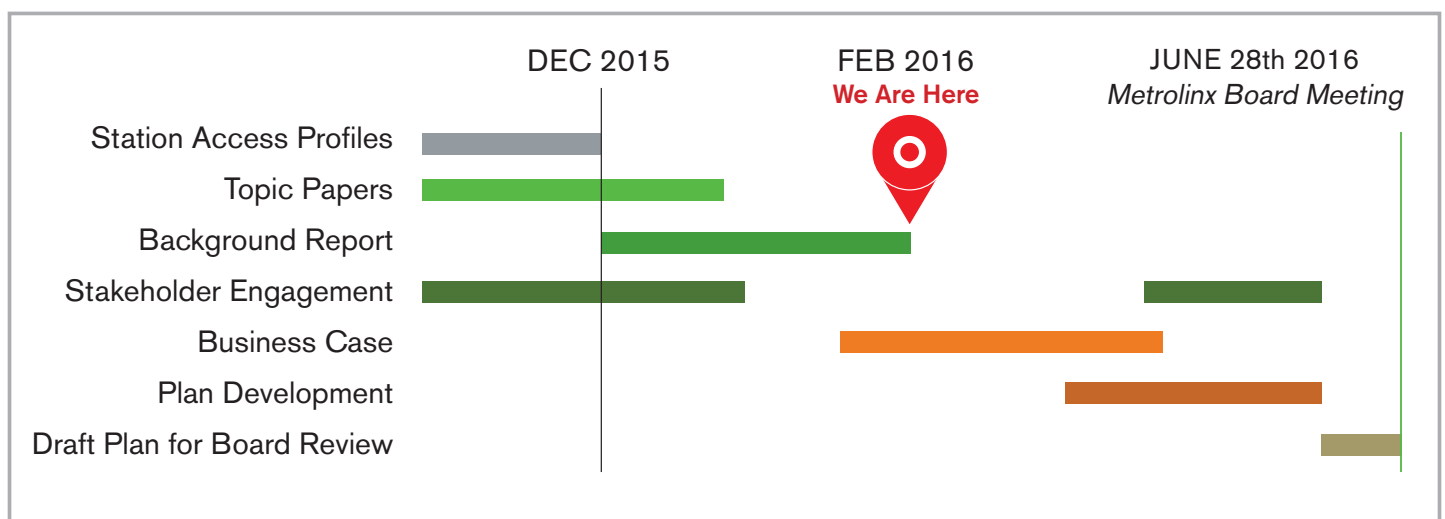 DEC 2015
FEB 2016
We Are Here
JUNE 28th 2016
Metrolinx Board Meeting
Station Access Profiles
Topic Papers
Background Report
Stakeholder Engagement
Business Case
Plan Development
Draft Plan for Board Review